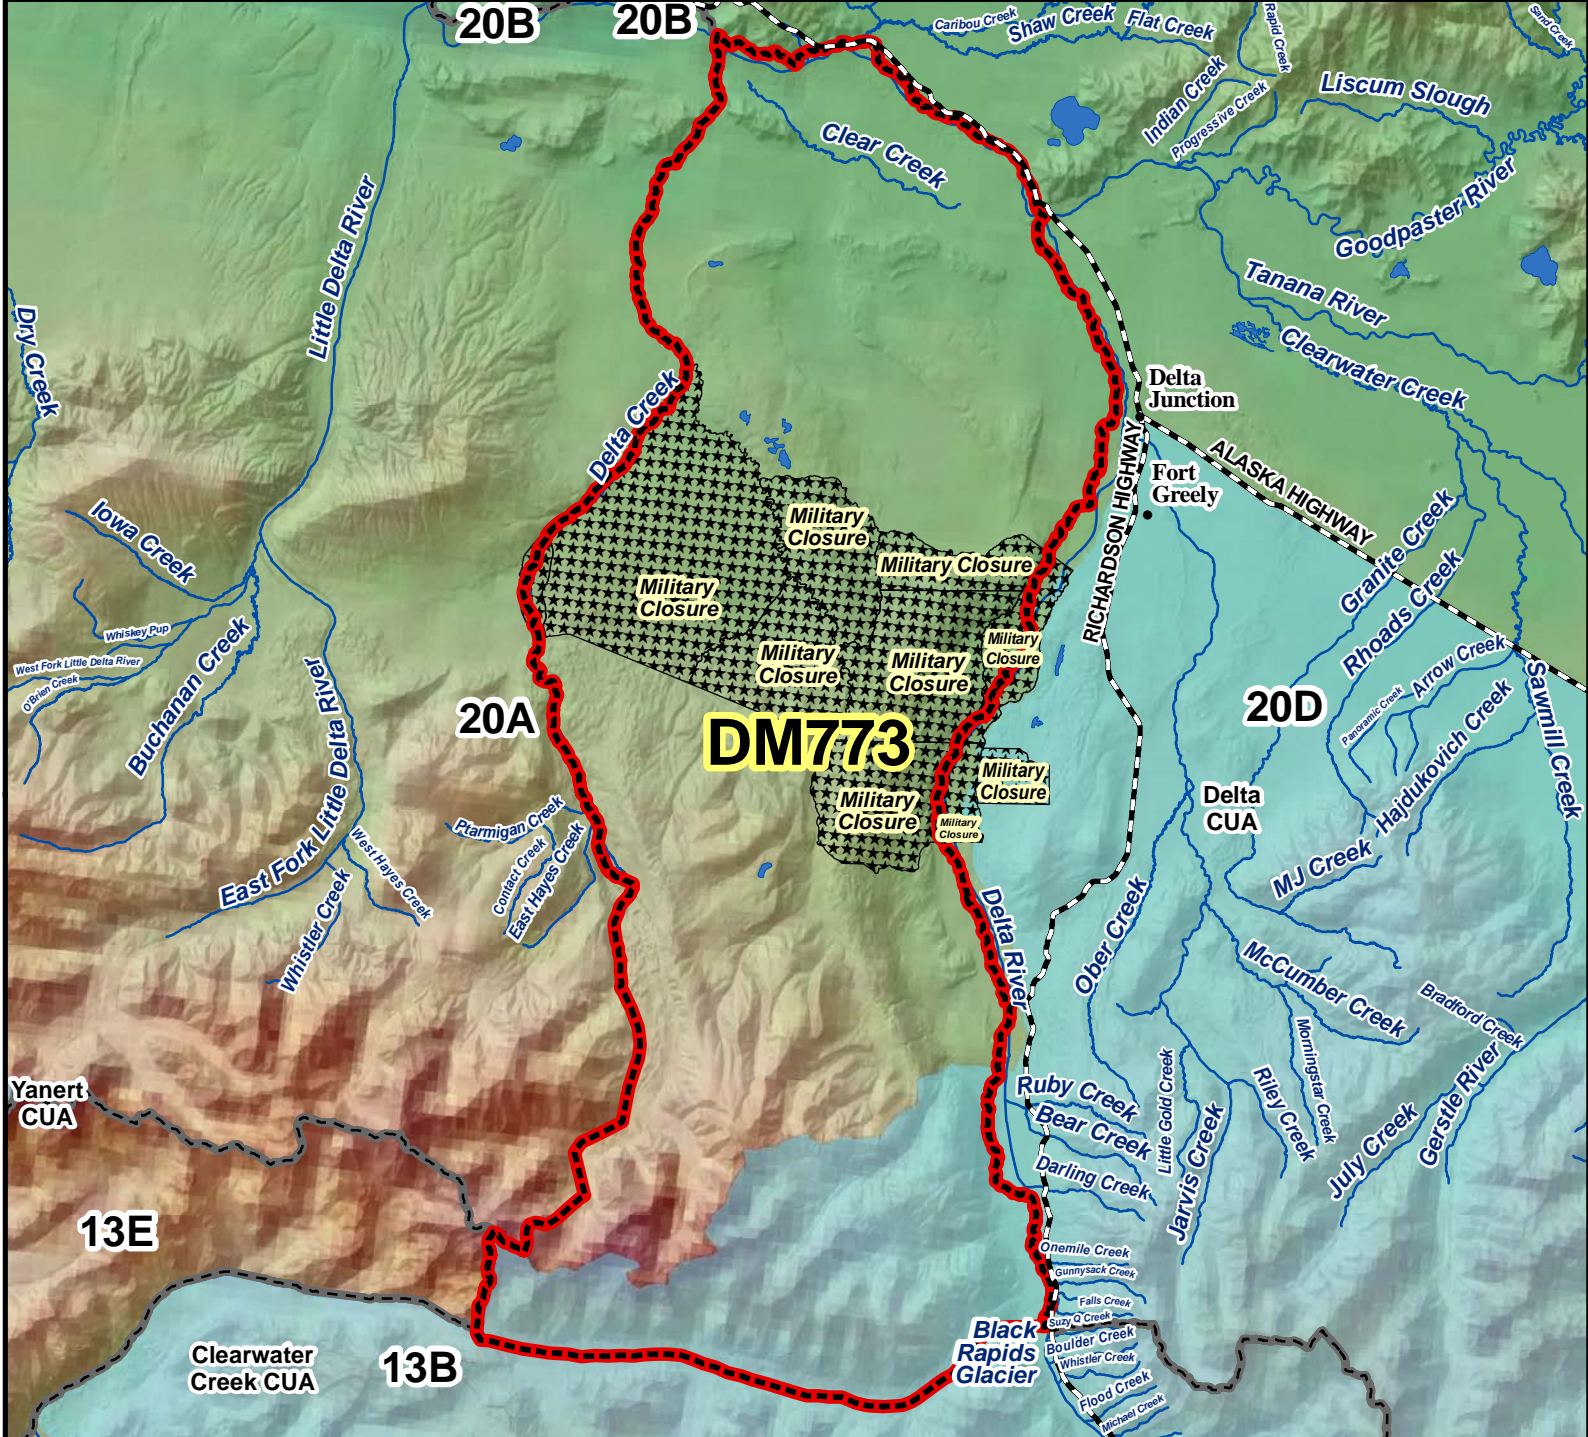 20B
20B
Caribou Creek
Shaw Creek
Flat Creek
Rapid Creek
Sand Creek
Indian Creek
Progressive Creek
Liscum Slough
Clear Creek
Goodpaster River
Little Delta River
Tanana River
Dry Creek
Clearwater Creek
Delta
Junction
Delta Creek
RICHARDSON HIGHWAY
ALASKA HIGHWAY
Fort
Greely
Iowa Creek
Military
Closure
Military Closure
Military
Closure
Granite Creek
Rhoads Creek
Whiskey Pup
West Fork Little Delta River
O'Brien Creek
Buchanan Creek
Little Delta River
Military
Closure
Military
Closure
Military
Closure
Arrow Creek
Panoramic Creek
Sawmill Creek
20A
DM773
20D
Hajdukovich Creek
Military
Closure
Military
Closure
Military
Closure
Delta
CUA
Ptarmigan Creek
Contact Creek
East Hayes Creek
West Hayes Creek
East Fork
Whistler Creek
MJ Creek
Delta River
Ober Creek
McCumber Creek
Bradford Creek
Morningstar Creek
Gerstle River
Yanert
CUA
Ruby Creek
Bear Creek
Darling Creek
Little Gold Creek
Jarvis Creek
Riley Creek
July Creek
13E
Onemile Creek
Gunnysack Creek
Falls Creek
Suzy Q Creek
Black
Rapids
Glacier
Boulder Creek
Whistler Creek
Flood Creek
Michael Creek
Clearwater
Creek CUA
13B